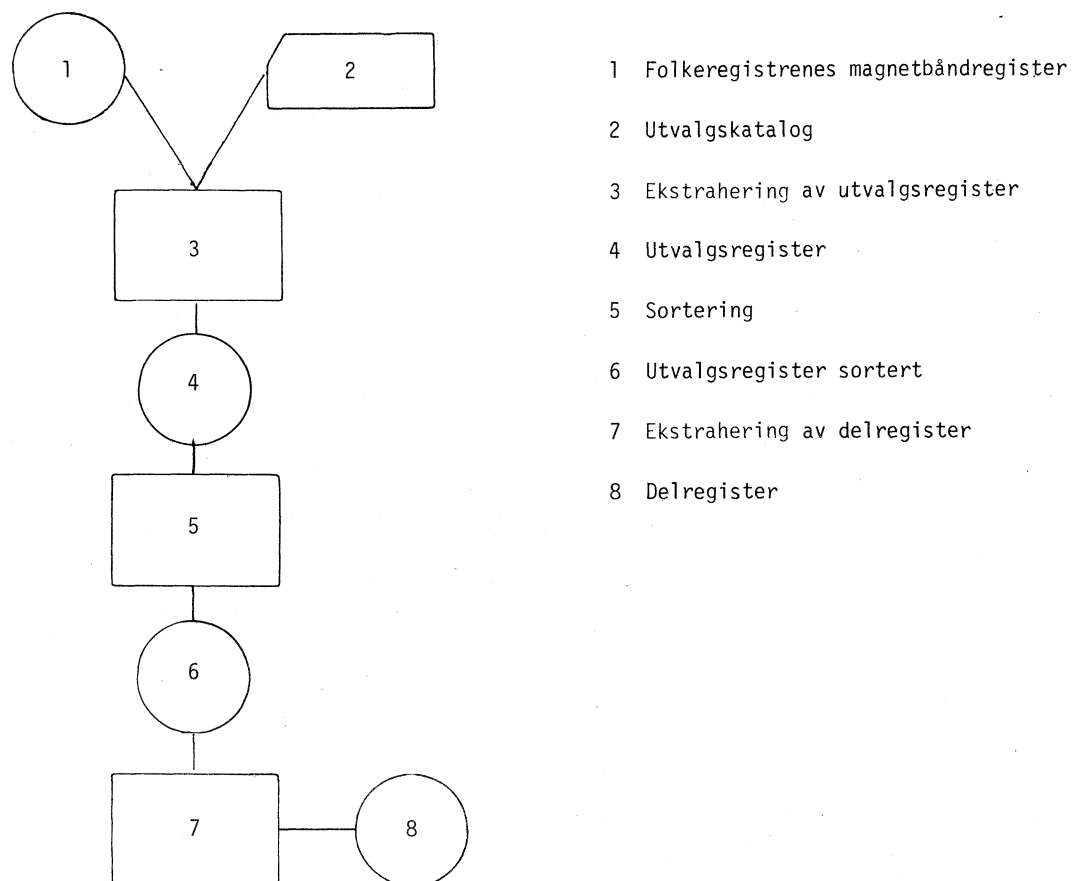 1
2
3
4
5
6
7
8
1 Folkeregistrenes magnetbåndregister
2 Utvalgskatalog
3 Ekstrahering av utvalgsregister
4 Utvalgsregister
5 Sortering
6 Utvalgsregister sortert
7 Ekstrahering av delregister
8 Delregister